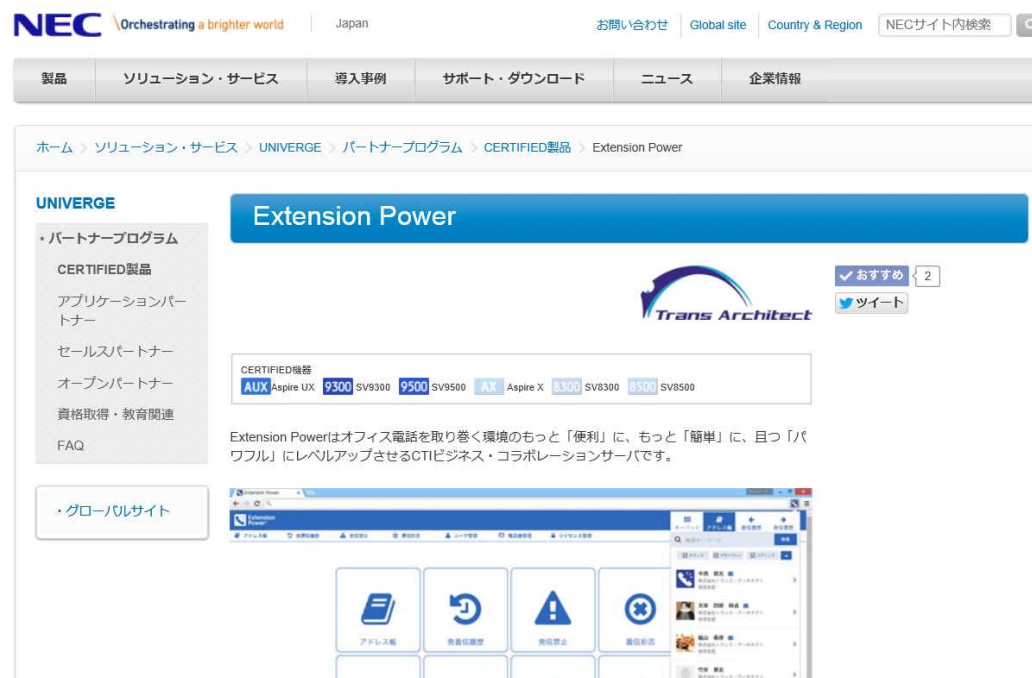 NEC Orchestrating a brighter world Japan お問い合わせ Global site Country & Region NECサイト内検索
製品 ソリューション・サービス 導入事例 サポート・ダウンロード ニュース 企業情報
ホーム ソリューション・サービス UNIVERGE パートナープログラム CERTIFIED製品 Extension Power
UNIVERGE
・パートナープログラム
CERTIFIED製品
アプリケーションパー
トナー
セールスパートナー
オープンパートナー
資格取得・教育関連
FAQ
・グローバルサイト
Extension Power
Trans Architect
おすすめ 2
ツイート
CERTIFIED機器
AUX Aspire UX 9300 SV9300 9500 SV9500 AX Aspire X 8300 SV8300 8500 SV8500
Extension Powerはオフィス電話を取り巻く環境のもっと「便利」に、もっと「簡単」に、且つ「パ
ワフル」にレベルアップさせるCTIビジネス・コラボレーションサーバです。
Extension Power
Extension
Power
アドレス帳 発着信履歴 発信禁止 着信拒否